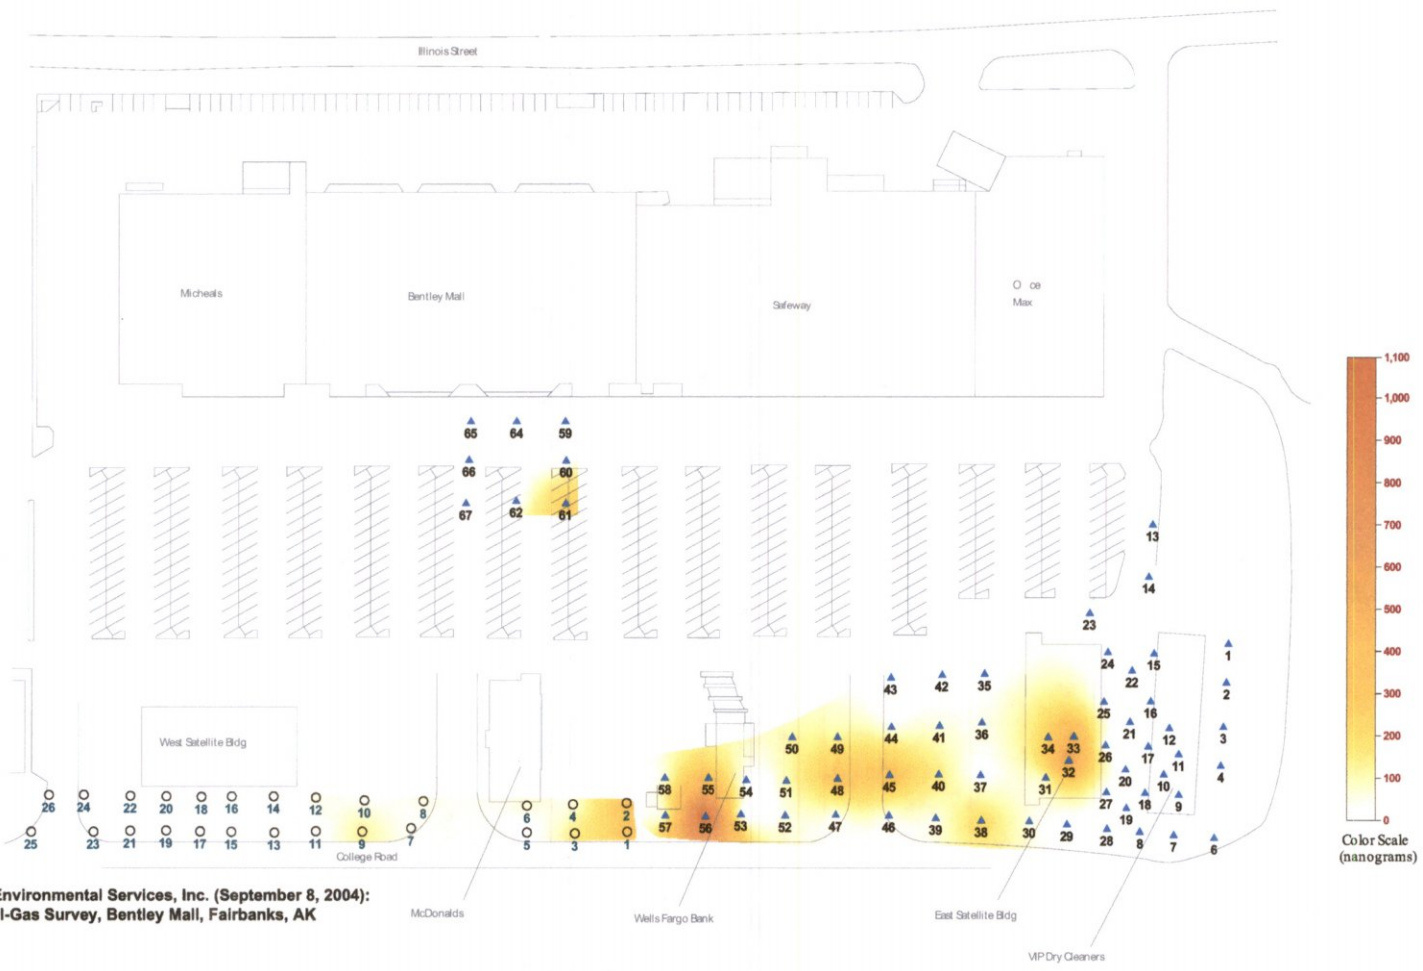 Illinois Street
Micheals
Bentley Mall
Safeway
O ce
Max
65 64 59
66 60
67 62 61
13
14
23
1,100
1,000
900
800
700
600
500
400
300
200
100
0
Color Scale
(nanograms)
43 42 35
24 15 1
22 2
25 16
44 41 36
21 12 3
50 49
34 33 26 17 11
32 20 10 4
58 55 54 51 48 45 40 37 31
27 18 9
57 56 53 52 47 46 39 38 30 29 28 19 8 7 6
West Satellite Bldg
26 24 22 20 18 16 14 12 10 8 6 4 2
25 23 21 19 17 15 13 11 9 7 5 3 1
College Road
McDonalds
Wells Fargo Bank
East Satellite Bldg
VIP Dry Cleaners
Environmental Services, Inc. (September 8, 2004):
l-Gas Survey, Bentley Mall, Fairbanks, AK